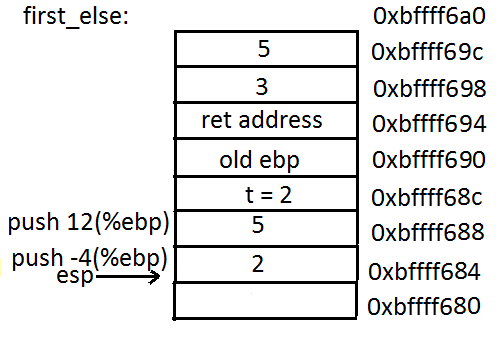 first_else: 0xbffff6a0
5 0xbffff69c
3 0xbffff698
ret address 0xbffff694
old ebp 0xbffff690
t = 2 0xbffff68c
push 12(%ebp) 5 0xbffff688
push -4(%ebp) 2 0xbffff684
esp
0xbffff680